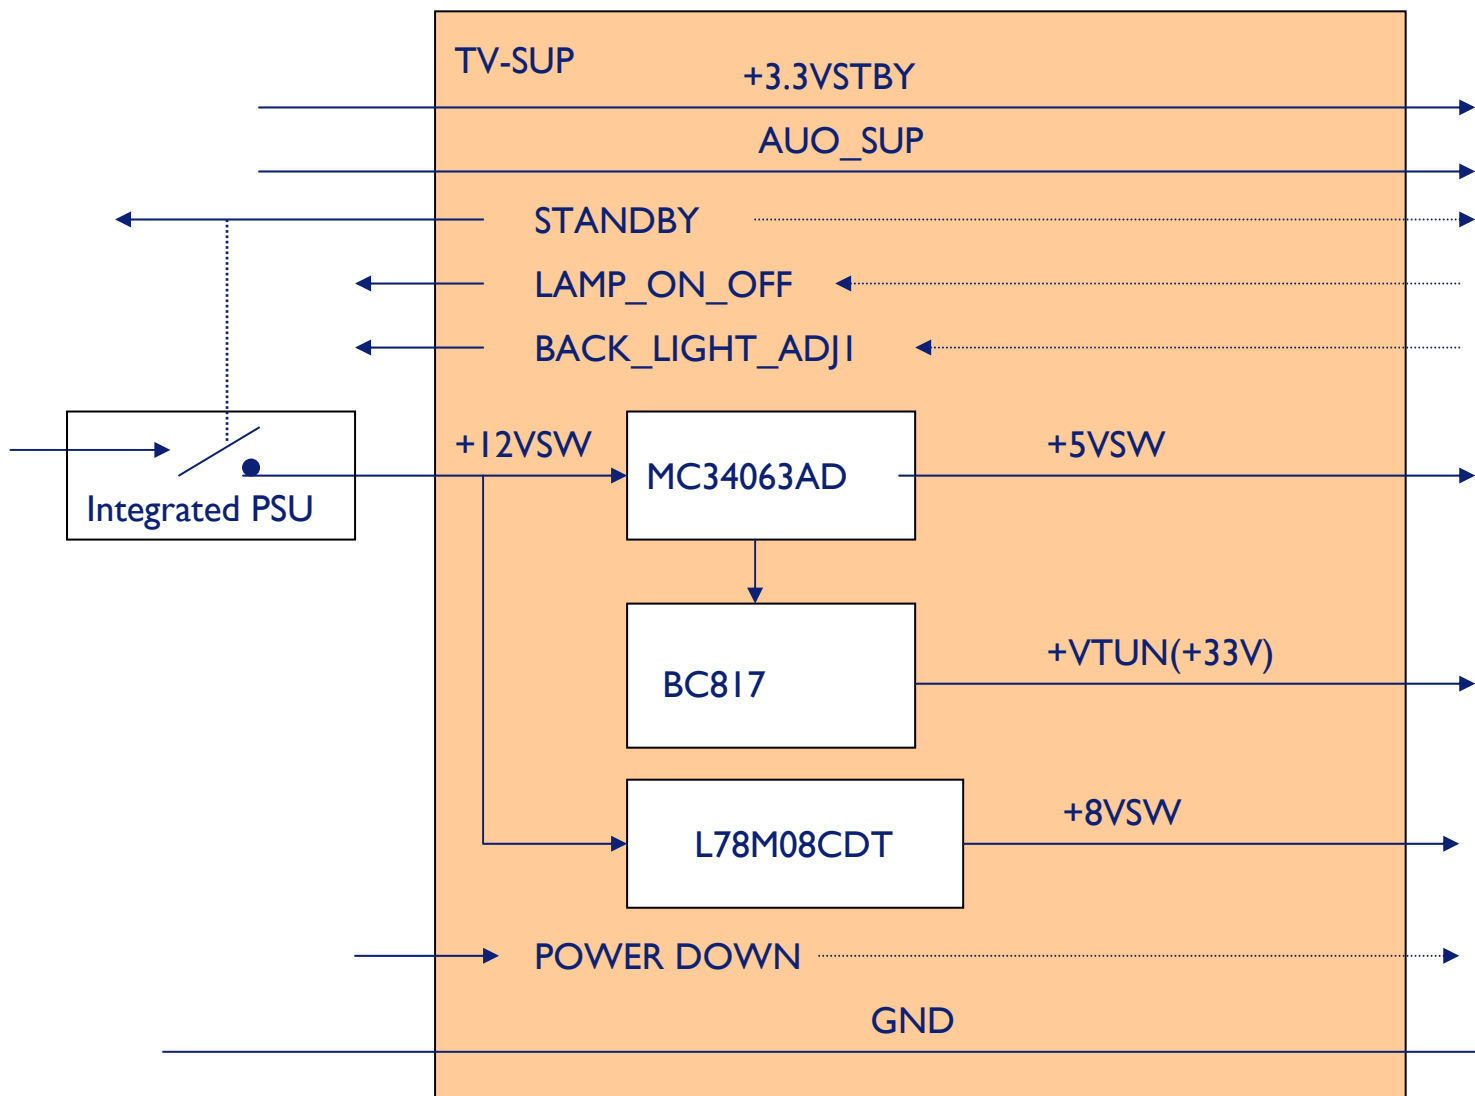 TV-SUP
+3.3VSTBY
AUO_SUP
STANDBY
LAMP_ON_OFF
BACK_LIGHT_ADJ1
+12VSW
MC34063AD
+5VSW
Integrated PSU
BC817
+VTUN(+33V)
L78M08CDT
+8VSW
POWER DOWN
GND